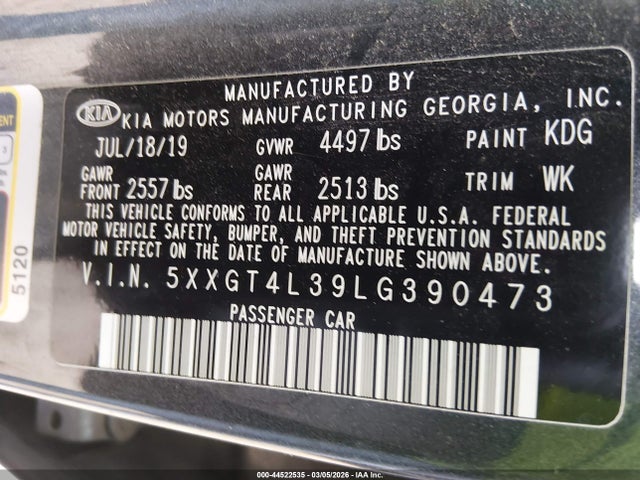 MANUFACTURED BY
KIA KIA MOTORS MANUFACTURING GEORGIA, INC.
JUL/18/19 GVWR 4497 lbs PAINT KDG
GAWR FRONT 2557 lbs GAWR REAR 2513 lbs TRIM WK
THIS VEHICLE CONFORMS TO ALL APPLICABLE U.S.A. FEDERAL
MOTOR VEHICLE SAFETY, BUMPER, AND THEFT PREVENTION STANDARDS
IN EFFECT ON THE DATE OF MANUFACTURE SHOWN ABOVE.
V.I.N. 5XXGT4L39LG390473
PASSENGER CAR
5120
000-44522535 - 03/05/2026 - IAA Inc.